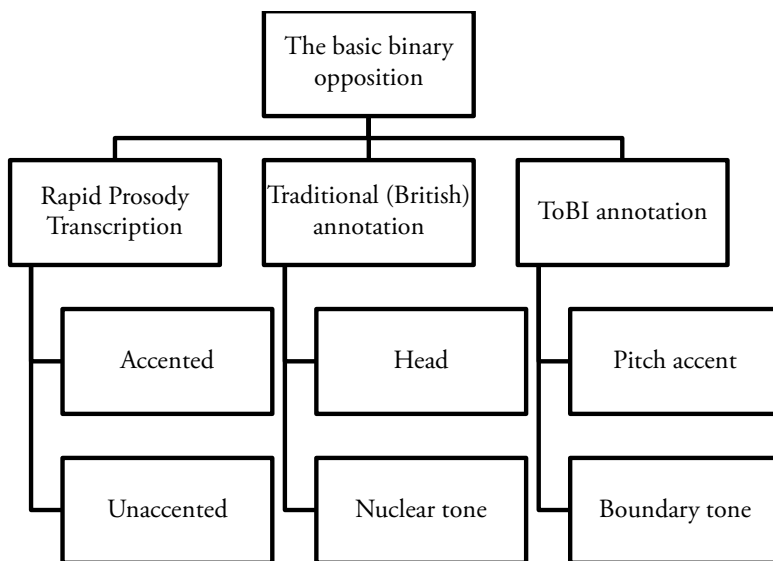 The basic binary
opposition
Rapid Prosody
Transcription
Traditional (British)
annotation
ToBI annotation
Accented
Head
Pitch accent
Unaccented
Nuclear tone
Boundary tone